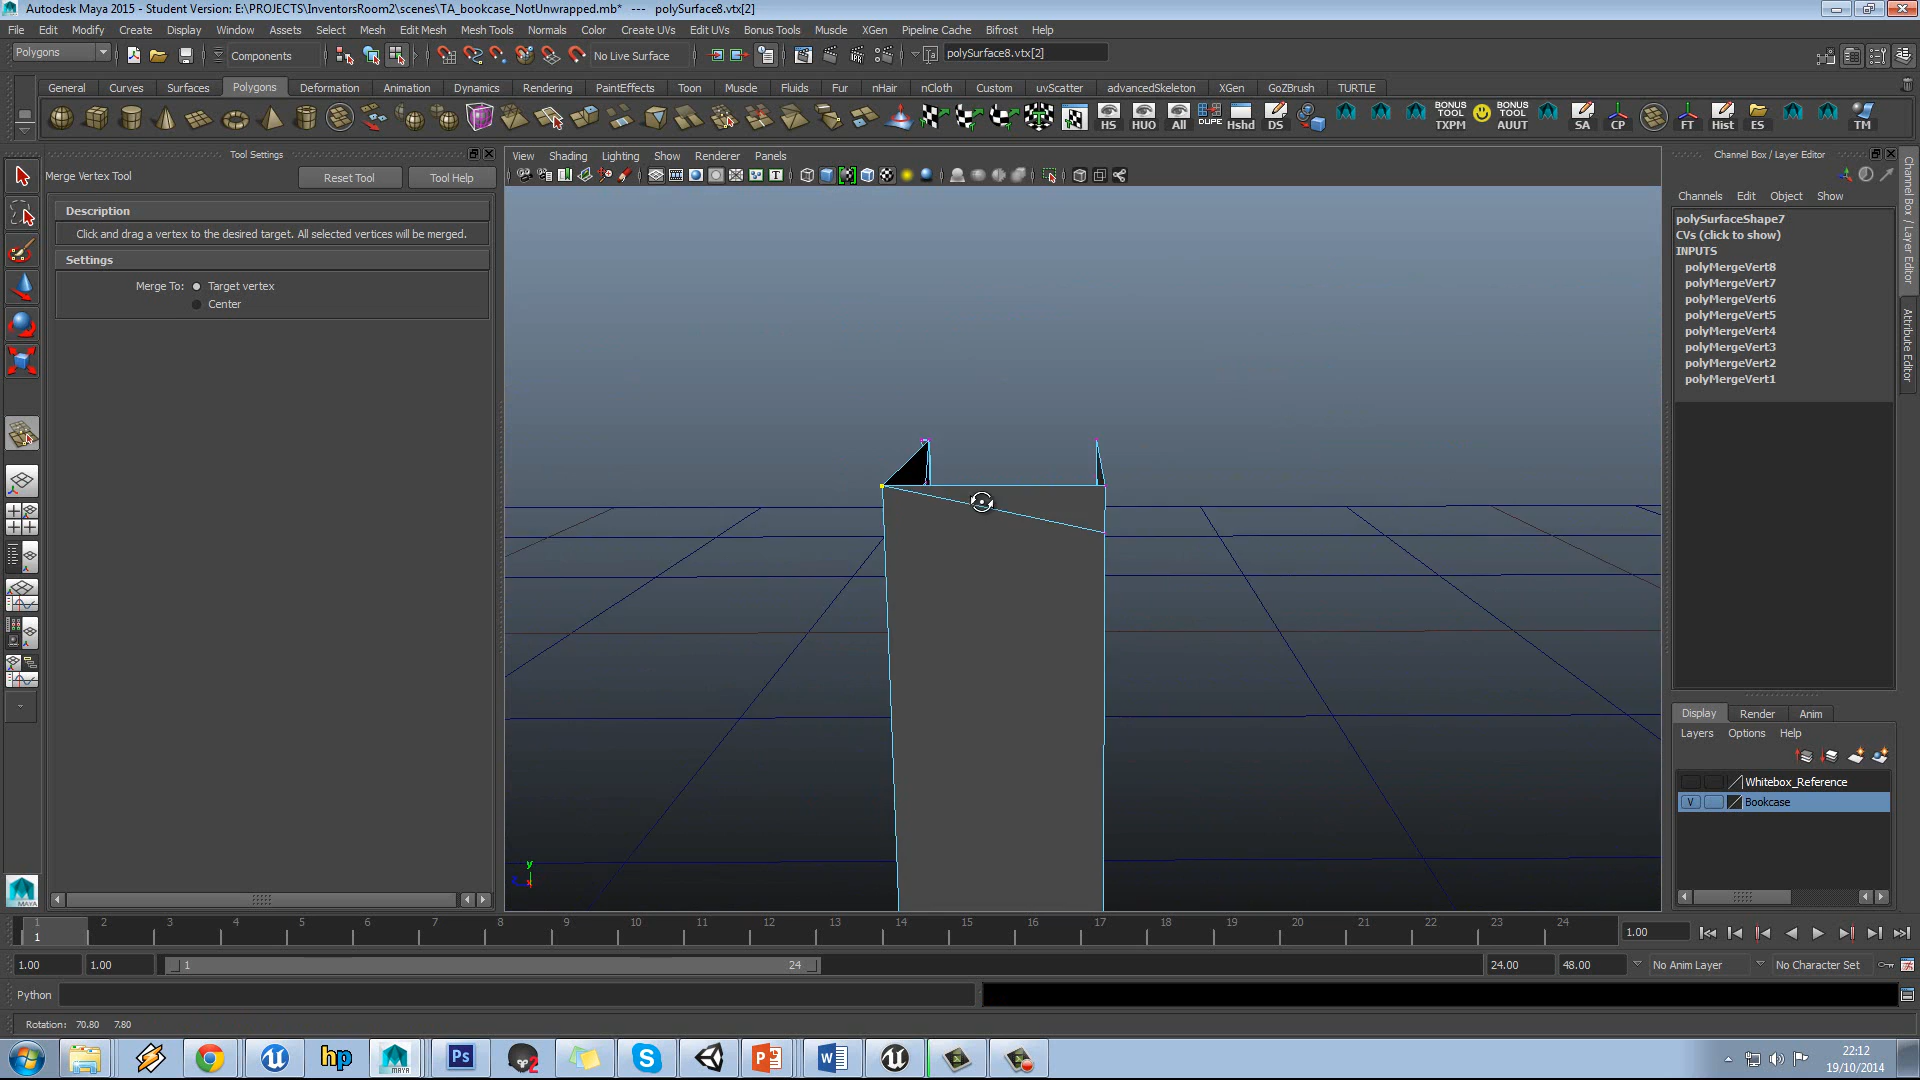 Autodesk Maya 2015 - Student Version: E:\PROJECTS\InventorsRoom2\scenes\TA_bookcase_NotUnwrapped.mb* --- polySurface8.vtx[2]
File Edit Modify Create Display Window Assets Select Mesh Edit Mesh Mesh Tools Normals Color Create UVs Edit UVs Bonus Tools Muscle XGen Pipeline Cache Bifrost Help
Polygons Components No Live Surface polySurface8.vtx[2]
General Curves Surfaces Polygons Deformation Animation Dynamics Rendering PaintEffects Toon Muscle Fluids Fur nHair nCloth Custom uvScatter advancedSkeleton XGen GoZBrush TURTLE
HS HUO All DUPE Hshd DS BONUS TOOL TXPM BONUS TOOL AUUT SA CP FT Hist ES TM
Tool Settings
Merge Vertex Tool Reset Tool Tool Help
Description
Click and drag a vertex to the desired target. All selected vertices will be merged.
Settings
Merge To: Target vertex
Center
View Shading Lighting Show Renderer Panels
y
Channel Box / Layer Editor
Channels Edit Object Show
polySurfaceShape7
CVs (click to show)
INPUTS
polyMergeVert8
polyMergeVert7
polyMergeVert6
polyMergeVert5
polyMergeVert4
polyMergeVert3
polyMergeVert2
polyMergeVert1
Channel Box / Layer Editor
Attribute Editor
Display Render Anim
Layers Options Help
Whitebox_Reference
V Bookcase
MAYA
1 2 3 4 5 6 7 8 9 10 11 12 13 14 15 16 17 18 19 20 21 22 23 24
1
1.00
1.00 1.00 1 24 24.00 48.00 No Anim Layer No Character Set
Python
Rotation: 70.80 7.80
hp MAYA Ps 2
22:12
19/10/2014